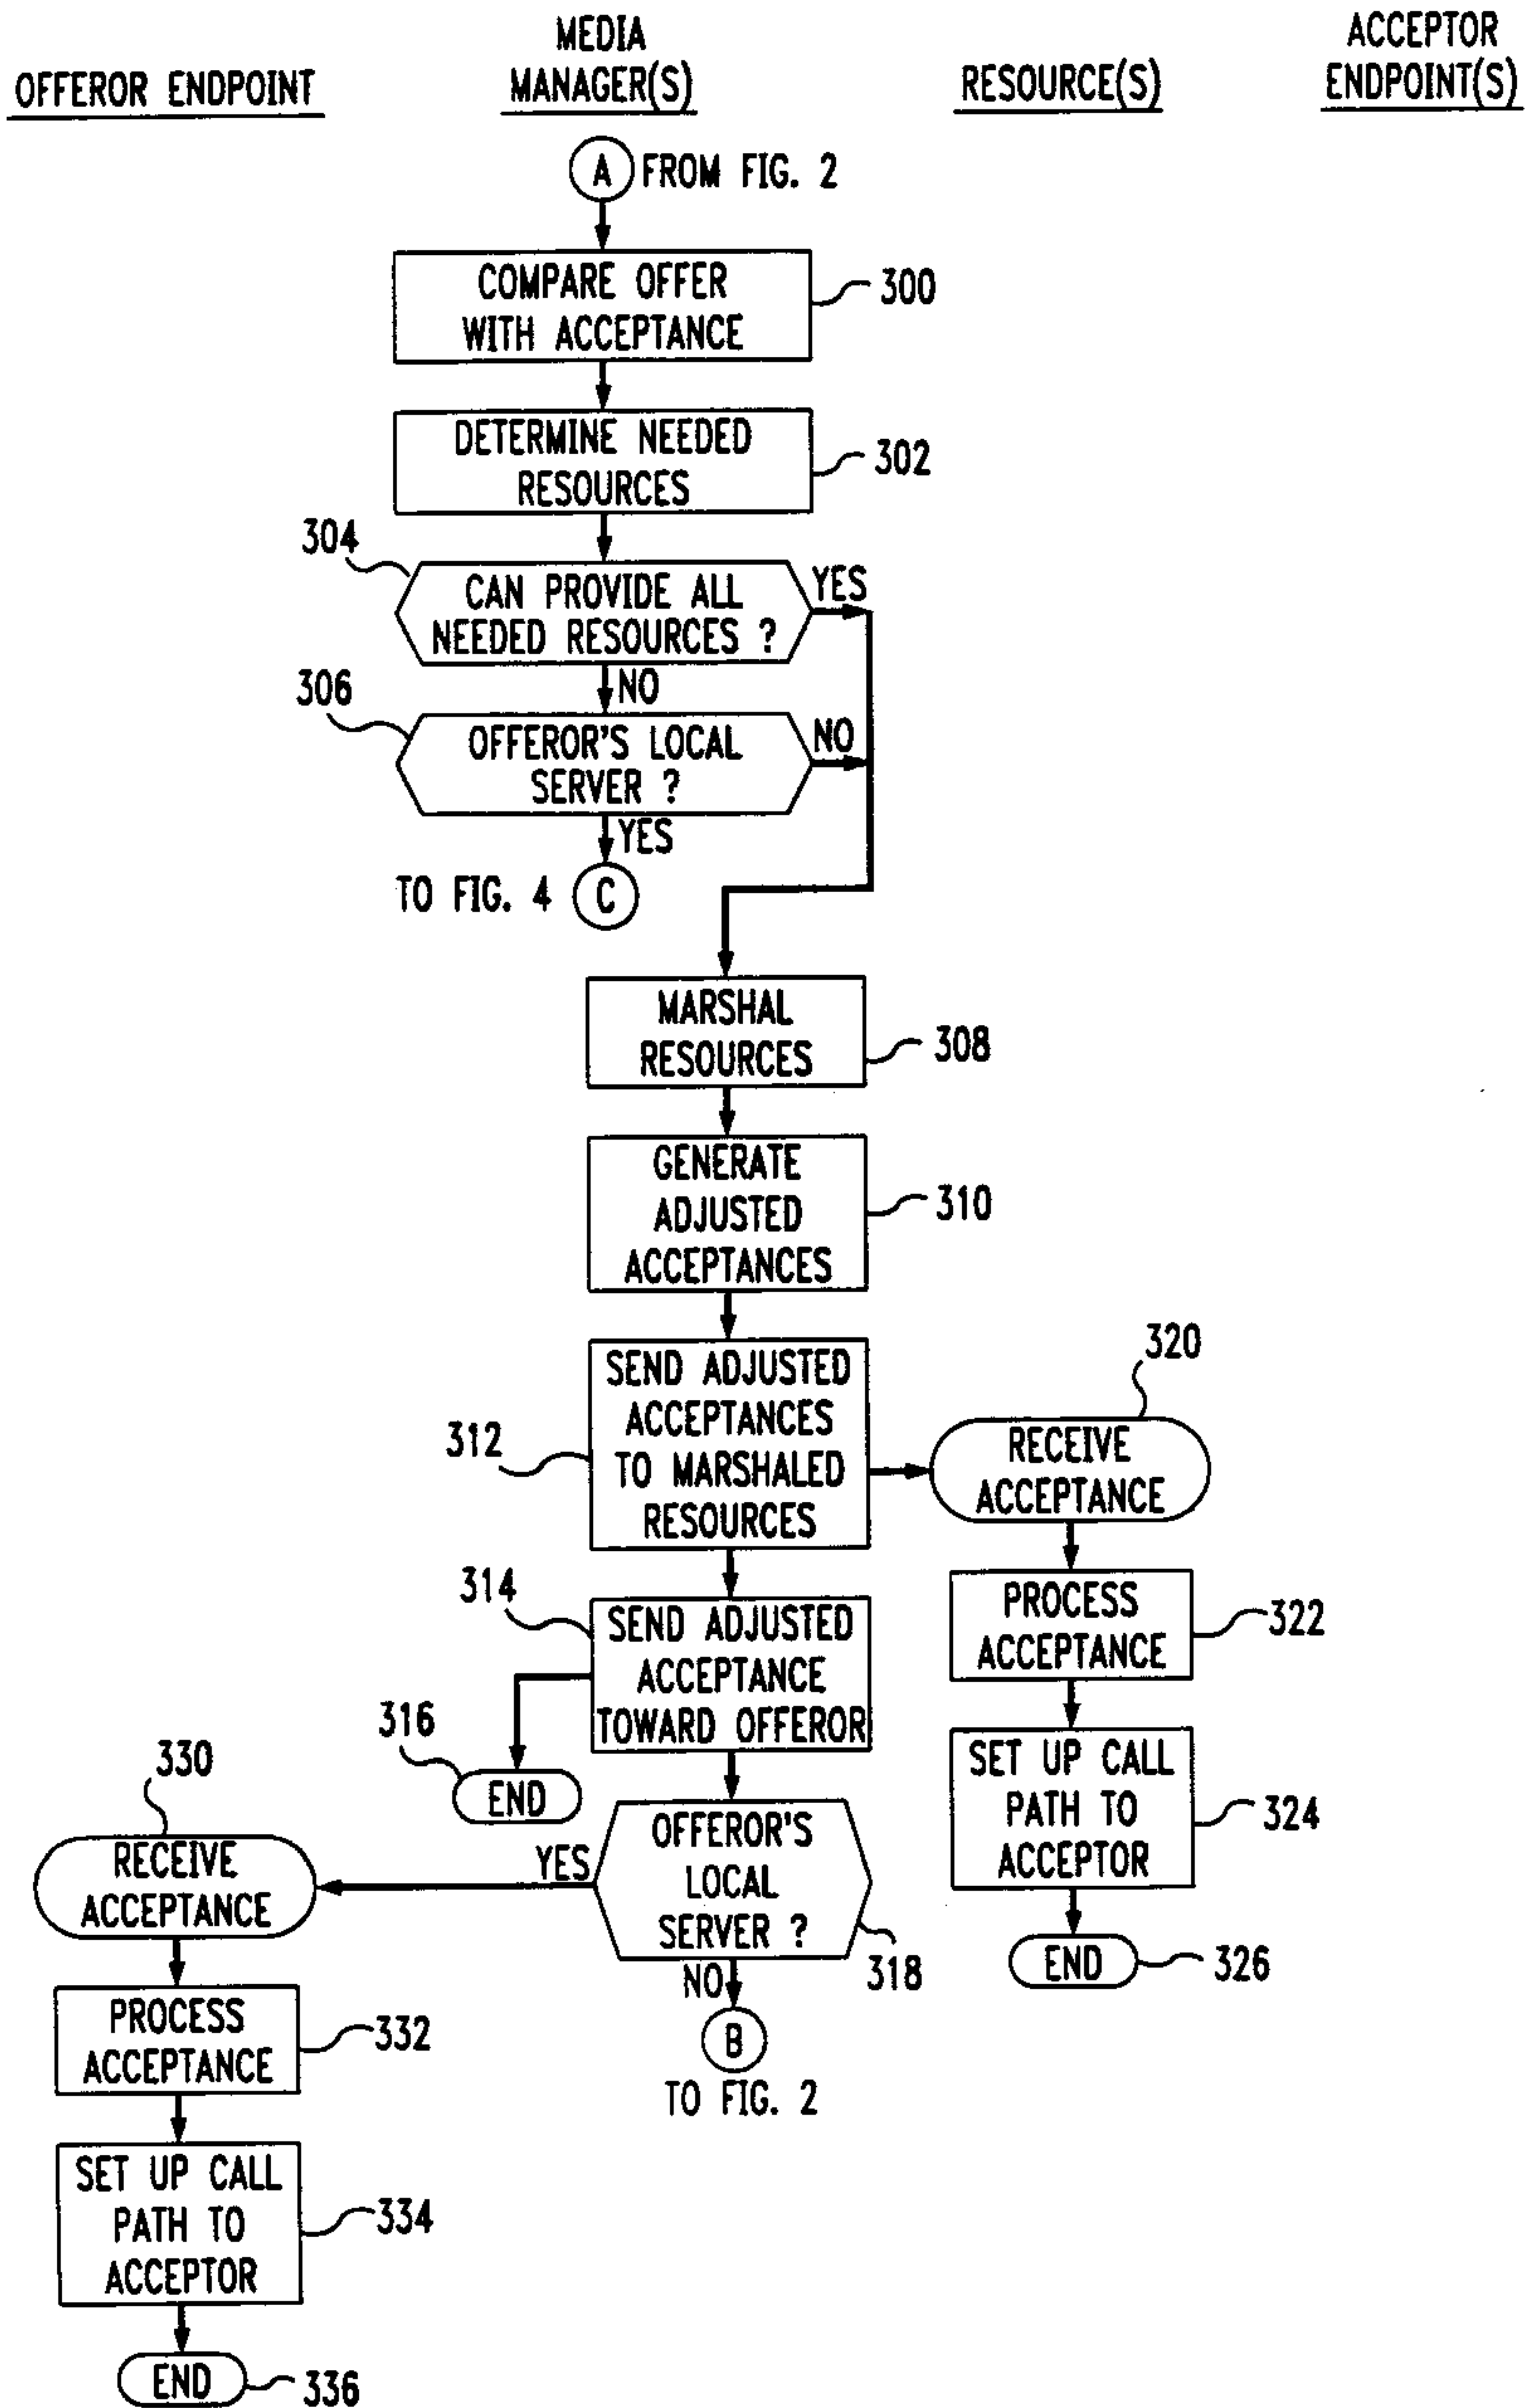 OFFEROR ENDPOINT
MEDIA
MANAGER(S)
RESOURCE(S)
ACCEPTOR
ENDPOINT(S)
A FROM FIG. 2
COMPARE OFFER
WITH ACCEPTANCE
300
DETERMINE NEEDED
RESOURCES
302
304
CAN PROVIDE ALL
NEEDED RESOURCES ?
YES
NO
306
OFFEROR'S LOCAL
SERVER ?
NO
YES
TO FIG. 4 C
MARSHAL
RESOURCES
308
GENERATE
ADJUSTED
ACCEPTANCES
310
312
SEND ADJUSTED
ACCEPTANCES
TO MARSHALED
RESOURCES
320
RECEIVE
ACCEPTANCE
314
SEND ADJUSTED
ACCEPTANCE
TOWARD OFFEROR
PROCESS
ACCEPTANCE
322
316
END
SET UP CALL
PATH TO
ACCEPTOR
324
END
326
OFFEROR'S
LOCAL
SERVER ?
318
YES
NO
B
TO FIG. 2
330
RECEIVE
ACCEPTANCE
PROCESS
ACCEPTANCE
332
SET UP CALL
PATH TO
ACCEPTOR
334
END
336